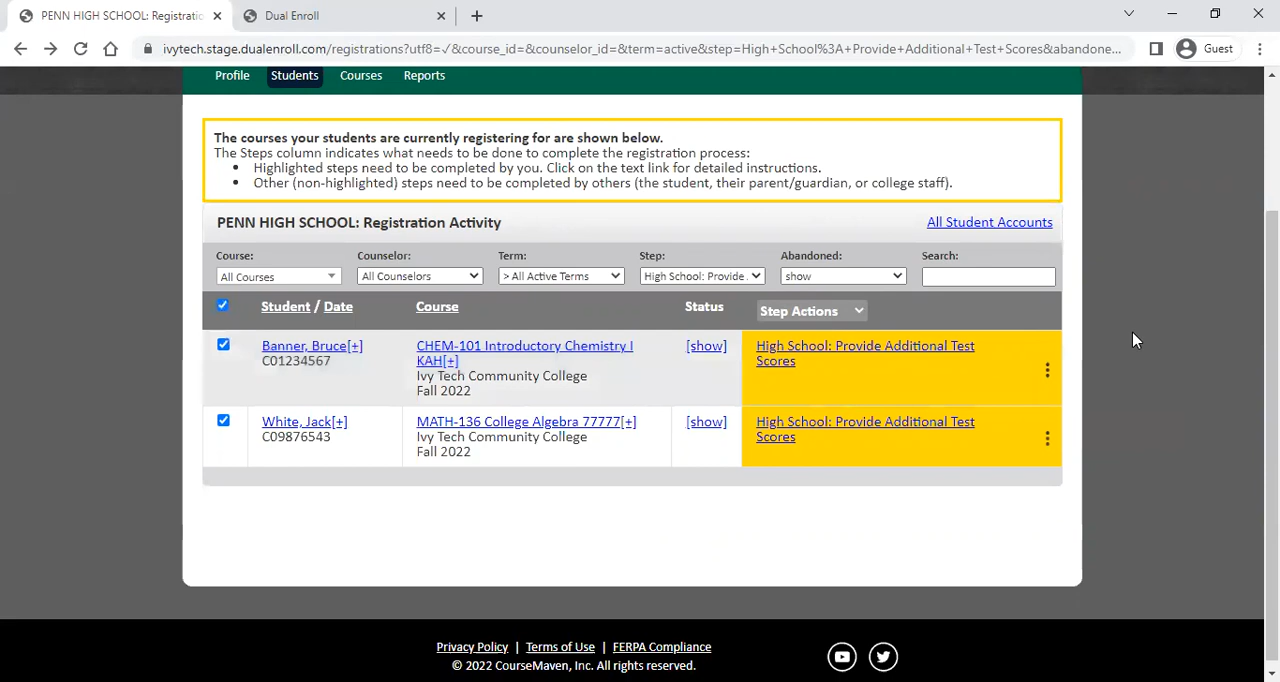 PENN HIGH SCHOOL: Registratio
Dual Enroll
ivytech.stage.dualenroll.com/registrations?utf8=✓&course_id=&counselor_id=&term=active&step=High+School%3A+Provide+Additional+Test+Scores&abandone...
Guest
Profile Students Courses Reports
The courses your students are currently registering for are shown below.
The Steps column indicates what needs to be done to complete the registration process:
• Highlighted steps need to be completed by you. Click on the text link for detailed instructions.
• Other (non-highlighted) steps need to be completed by others (the student, their parent/guardian, or college staff).
PENN HIGH SCHOOL: Registration Activity All Student Accounts
Course: Counselor: Term: Step: Abandoned: Search:
All Courses All Counselors > All Active Terms High School: Provide . show
Student / Date Course Status Step Actions
Banner, Bruce[+] CHEM-101 Introductory Chemistry I [show] High School: Provide Additional Test
C01234567 KAH[+] Scores
Ivy Tech Community College
Fall 2022
White, Jack[+] MATH-136 College Algebra 77777[+] [show] High School: Provide Additional Test
C09876543 Ivy Tech Community College Scores
Fall 2022
Privacy Policy | Terms of Use | FERPA Compliance
© 2022 CourseMaven, Inc. All rights reserved.